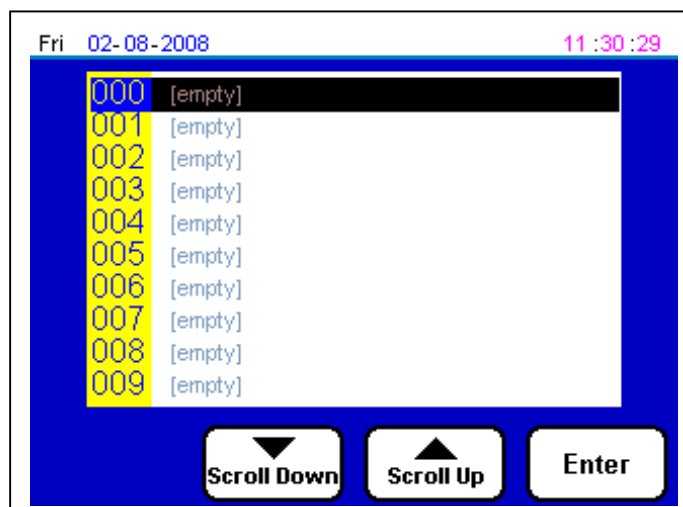 Fri 02-08-2008 11:30:29
000 [empty]
001 [empty]
002 [empty]
003 [empty]
004 [empty]
005 [empty]
006 [empty]
007 [empty]
008 [empty]
009 [empty]
Scroll Down Scroll Up Enter